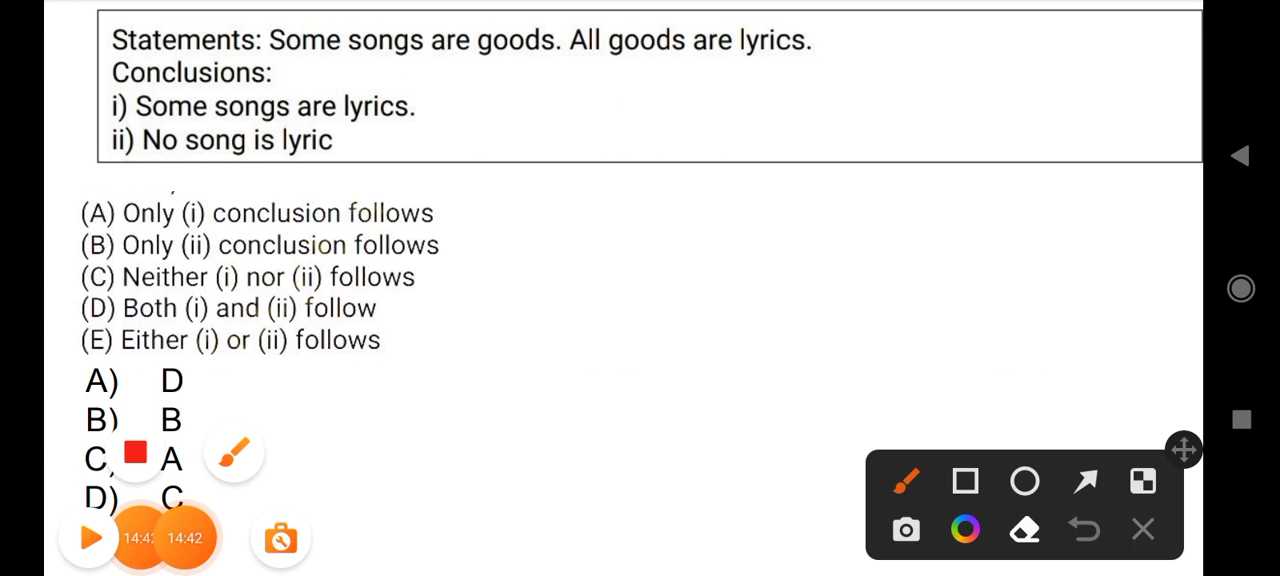 Statements: Some songs are goods. All goods are lyrics.
Conclusions:
i) Some songs are lyrics.
ii) No song is lyric
(A) Only (i) conclusion follows
(B) Only (ii) conclusion follows
(C) Neither (i) nor (ii) follows
(D) Both (i) and (ii) follow
(E) Either (i) or (ii) follows
A) D
B) B
C) A
D) C
14:42